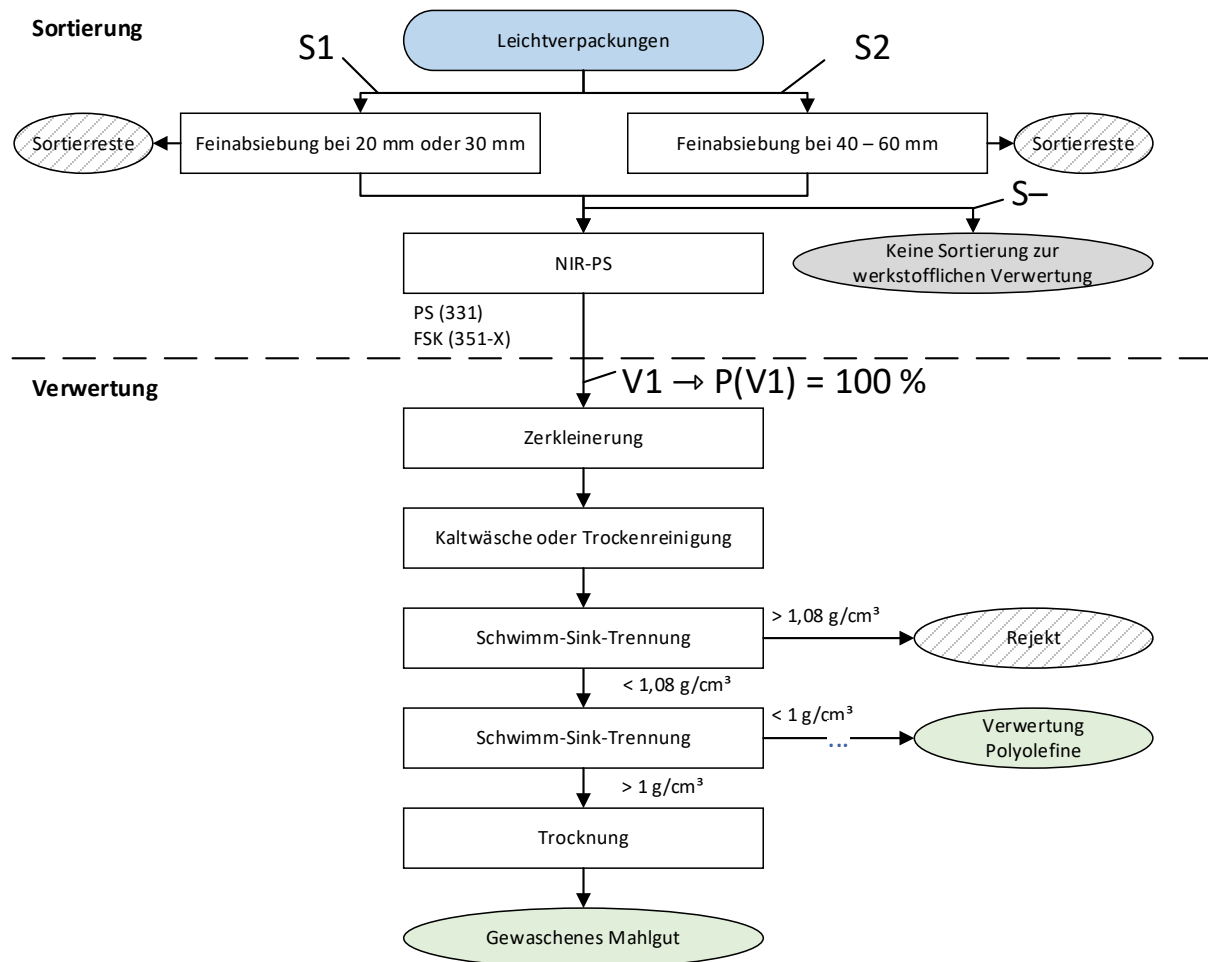 Sortierung
Leichtverpackungen
S1
S2
Sortierreste
Feinabsiebung bei 20 mm oder 30 mm
Feinabsiebung bei 40 – 60 mm
Sortierreste
S–
NIR-PS
Keine Sortierung zur
werkstofflichen Verwertung
PS (331)
FSK (351-X)
Verwertung
V1 → P(V1) = 100 %
Zerkleinerung
Kaltwäsche oder Trockenreinigung
Schwimm-Sink-Trennung
> 1,08 g/cm³
Rejekt
< 1,08 g/cm³
Schwimm-Sink-Trennung
< 1 g/cm³
...
Verwertung
Polyolefine
> 1 g/cm³
Trocknung
Gewaschenes Mahlgut